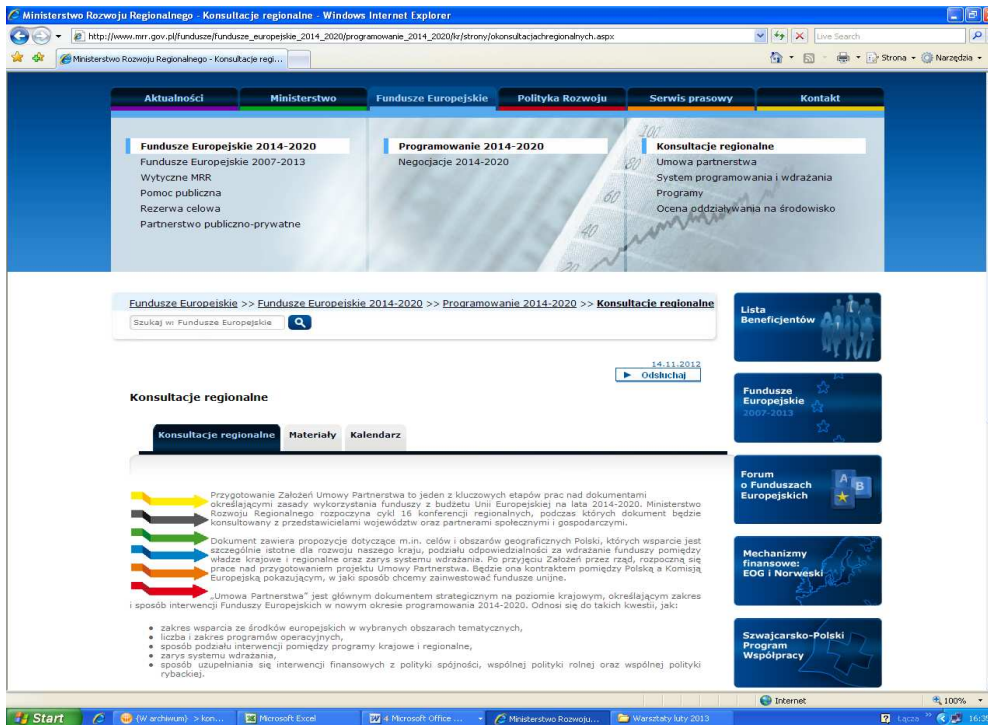 Ministerstwo Rozwoju Regionalnego - Konsultacje regionalne - Windows Internet Explorer
http://www.mrr.gov.pl/fundusze/fundusze_europejskie_2014_2020/programowanie_2014_2020/kr/strony/okonsultacjachregionalnych.aspx
Live Search
Ministerstwo Rozwoju Regionalnego - Konsultacje regi...
Strona
Narzędzia
Aktualności
Ministerstwo
Fundusze Europejskie
Polityka Rozwoju
Serwis prasowy
Kontakt
Fundusze Europejskie 2014-2020
Fundusze Europejskie 2007-2013
Wytyczne MRR
Pomoc publiczna
Rezerwa celowa
Partnerstwo publiczno-prywatne
Programowanie 2014-2020
Negocjacje 2014-2020
Konsultacje regionalne
Umowa partnerstwa
System programowania i wdrażania
Programy
Ocena oddziaływania na środowisko
100
80
60
40
20
Fundusze Europejskie >> Fundusze Europejskie 2014-2020 >> Programowanie 2014-2020 >> Konsultacje regionalne
Szukaj w: Fundusze Europejskie
14.11.2012
Odsłuchaj
Konsultacje regionalne
Konsultacje regionalne
Materiały
Kalendarz
Przygotowanie Założeń Umowy Partnerstwa to jeden z kluczowych etapów prac nad dokumentami
określającymi zasady wykorzystania funduszy z budżetu Unii Europejskiej na lata 2014-2020. Ministerstwo
Rozwoju Regionalnego rozpoczyna cykl 16 konferencji regionalnych, podczas których dokument będzie
konsultowany z przedstawicielami województw oraz partnerami społecznymi i gospodarczymi.
Dokument zawiera propozycje dotyczące m.in. celów i obszarów geograficznych Polski, których wsparcie jest
szczególnie istotne dla rozwoju naszego kraju, podziału odpowiedzialności za wdrażanie funduszy pomiędzy
władze krajowe i regionalne oraz zarys systemu wdrażania. Po przyjęciu Założeń przez rząd, rozpoczną się
prace nad przygotowaniem projektu Umowy Partnerstwa. Będzie ona kontraktem pomiędzy Polską a Komisją
Europejską pokazującym, w jaki sposób chcemy zainwestować fundusze unijne.
„Umowa Partnerstwa” jest głównym dokumentem strategicznym na poziomie krajowym, określającym zakres
i sposób interwencji Funduszy Europejskich w nowym okresie programowania 2014-2020. Odnosi się do takich kwestii, jak:
• zakres wsparcia ze środków europejskich w wybranych obszarach tematycznych,
• liczba i zakres programów operacyjnych,
• sposób podziału interwencji pomiędzy programy krajowe i regionalne,
• zarys systemu wdrażania,
• sposób uzupełniania się interwencji finansowych z polityki spójności, wspólnej polityki rolnej oraz wspólnej polityki
rybackiej.
Lista
Beneficjentów
Fundusze
Europejskie
2007-2013
Forum
o Funduszach
Europejskich
A
B
Mechanizmy
finansowe:
EOG i Norweski
Szwajcarsko-Polski
Program
Współpracy
Internet
100%
Start
(W archiwum) > kon...
Microsoft Excel
4 Microsoft Office ...
Ministerstwo Rozwoju...
Warsztaty luty 2013
Łącza